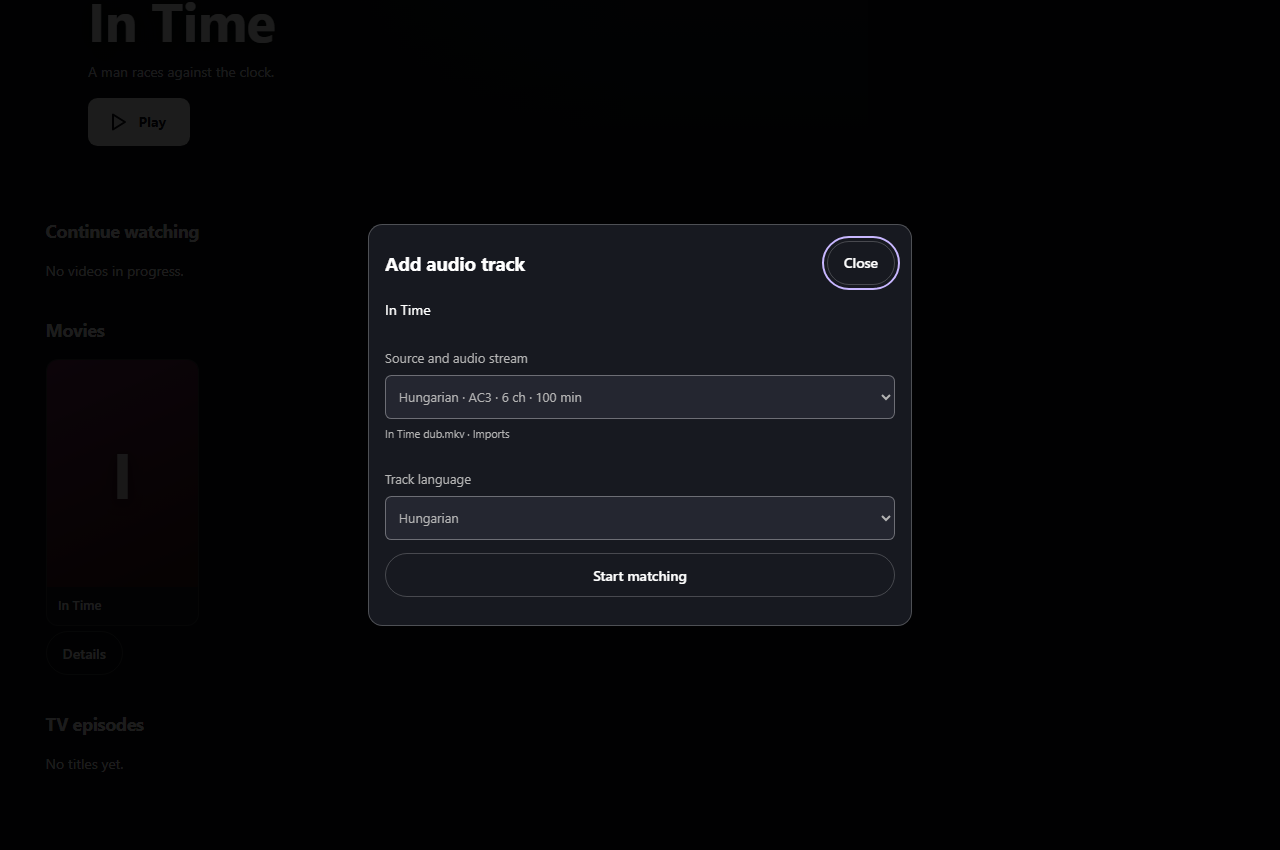 In Time
A man races against the clock.
Play
Continue watching
No videos in progress.
Movies
I
In Time
Details
TV episodes
No titles yet.
Add audio track
Close
In Time
Source and audio stream
Hungarian · AC3 · 6 ch · 100 min
In Time dub.mkv · Imports
Track language
Hungarian
Start matching